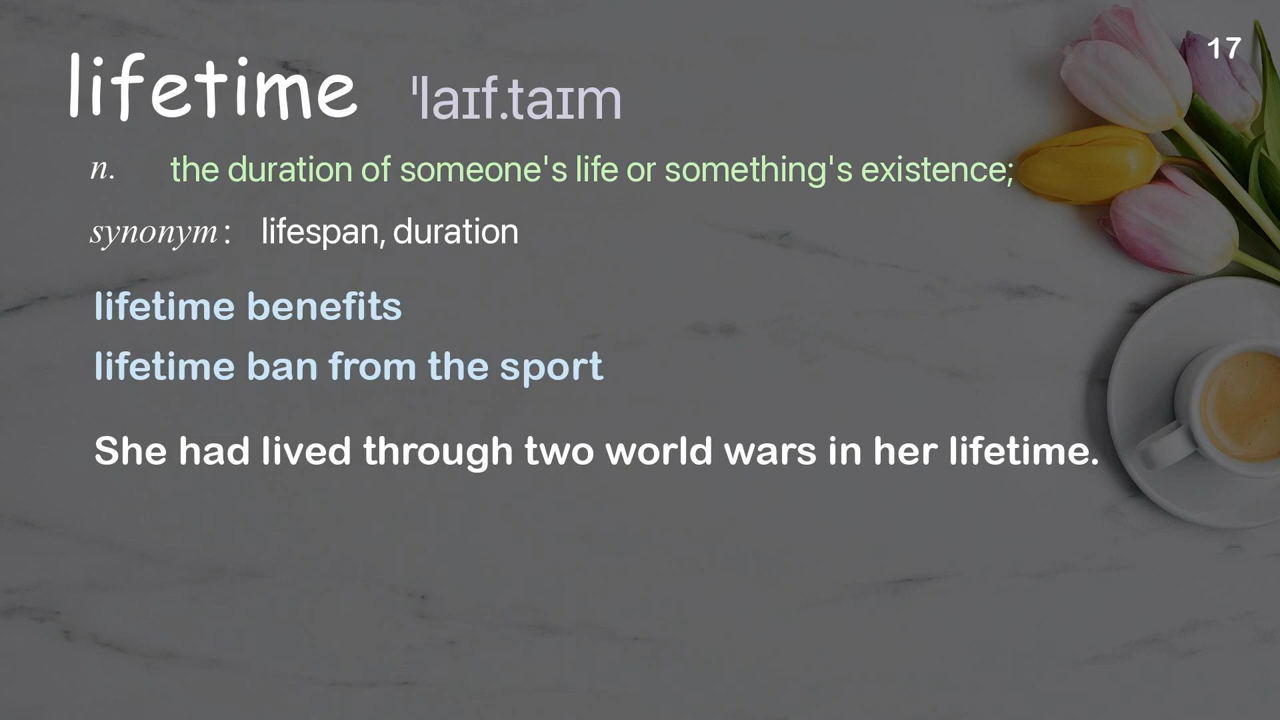 17
lifetime ˈlaɪf.taɪm
n. the duration of someone's life or something's existence;
synonym: lifespan, duration
lifetime benefits
lifetime ban from the sport
She had lived through two world wars in her lifetime.